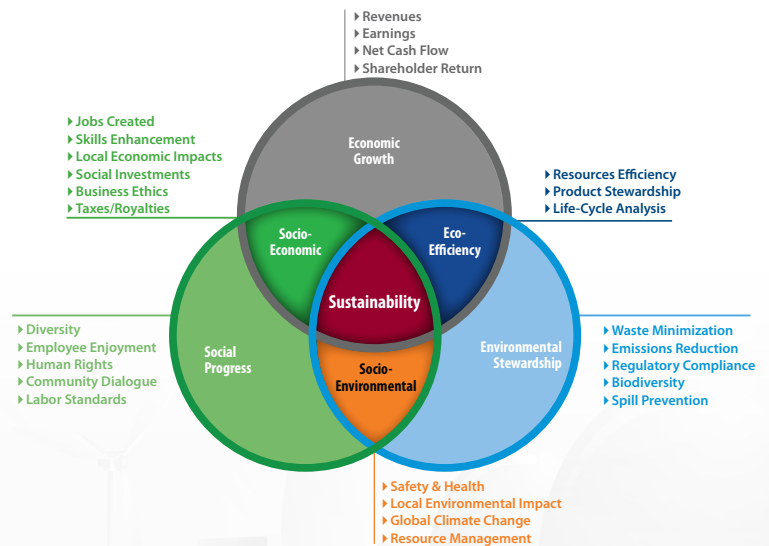 Revenues
Earnings
Net Cash Flow
Shareholder Return
Jobs Created
Skills Enhancement
Local Economic Impacts
Social Investments
Business Ethics
Taxes/Royalties
Economic
Growth
Resources Efficiency
Product Stewardship
Life-Cycle Analysis
Socio-
Economic
Eco-
Efficiency
Sustainability
Diversity
Employee Enjoyment
Human Rights
Community Dialogue
Labor Standards
Social
Progress
Socio-
Environmental
Environmental
Stewardship
Waste Minimization
Emissions Reduction
Regulatory Compliance
Biodiversity
Spill Prevention
Safety & Health
Local Environmental Impact
Global Climate Change
Resource Management